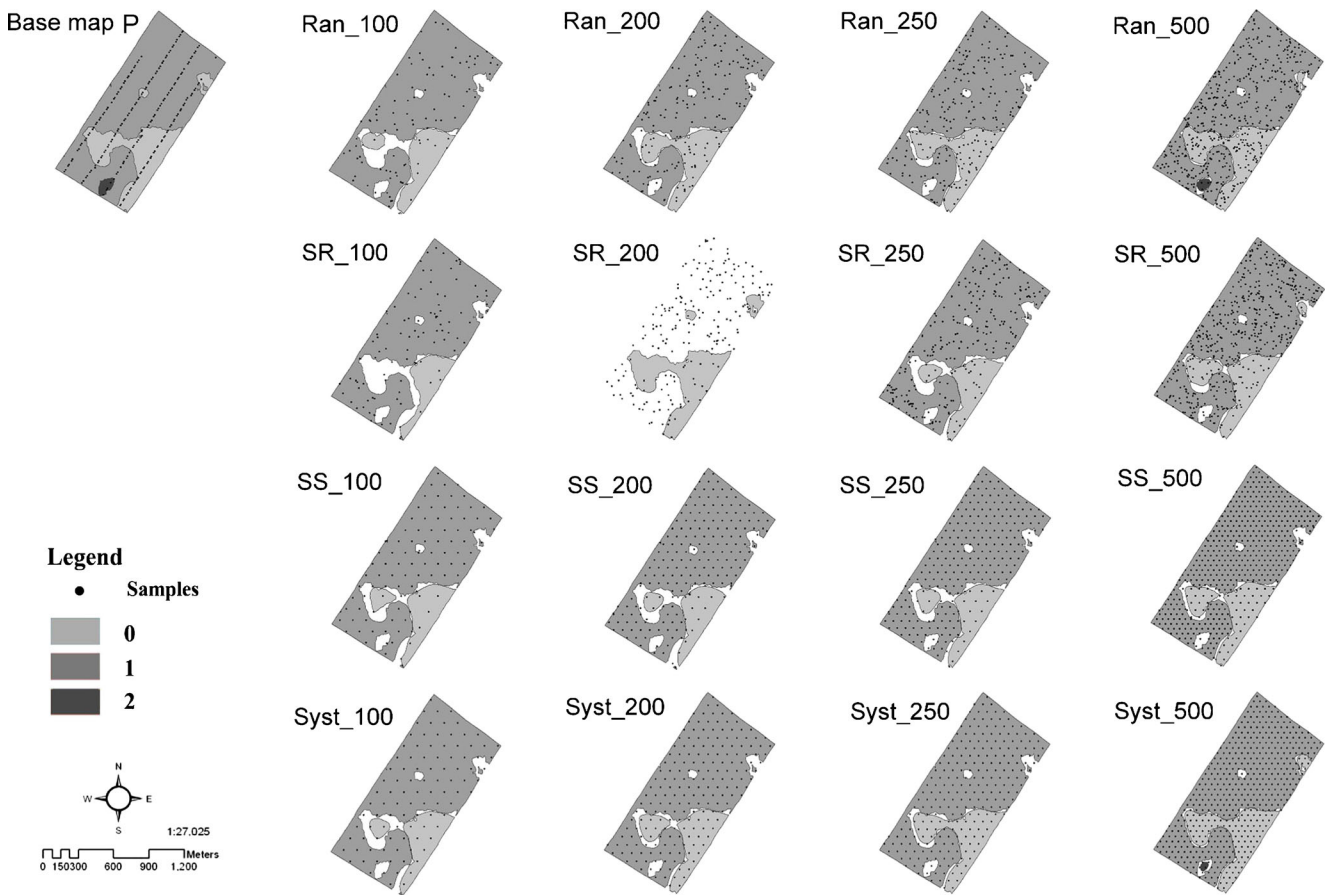 Base map P
Ran_100
Ran_200
Ran_250
Ran_500
SR_100
SR_200
SR_250
SR_500
SS_100
SS_200
SS_250
SS_500
Legend
Samples
0
1
2
Syst_100
Syst_200
Syst_250
Syst_500
N
W E
S
1:27.025
Meters
0 150300 600 900 1.200